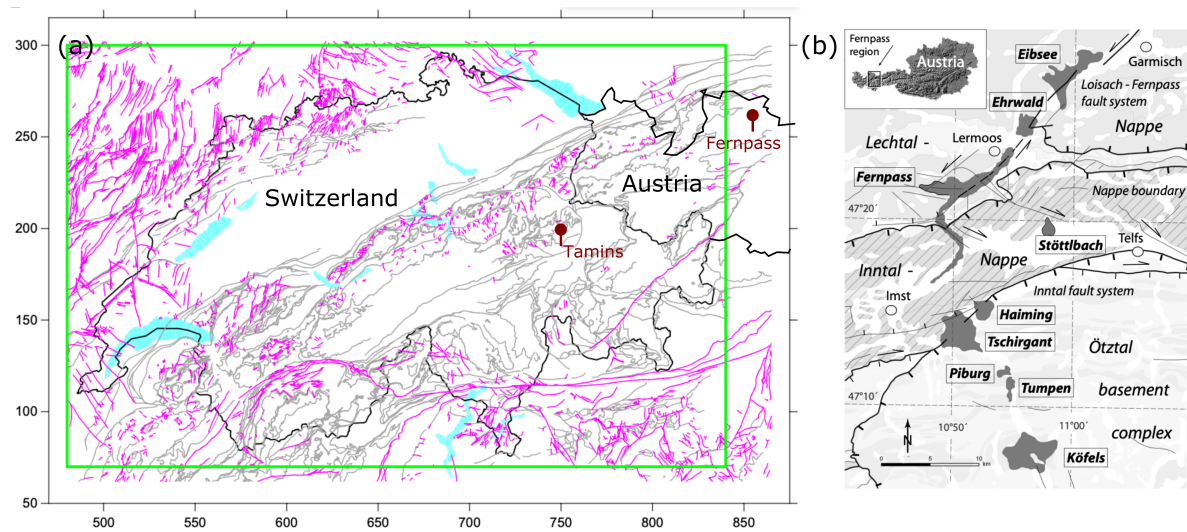 (a)
300
250
200
150
100
50
500
550
600
650
700
750
800
850
Switzerland
Austria
Fernpass
Tamins
(b)
Fernpass
region
Austria
Eibsee
Garmisch
Loisach - Fernpass
fault system
Ehrwald
Nappe
Lechtal -
Lermoos
Fernpass
Nappe boundary
47°20'
Stöttlbach
Telfs
Nappe
Inntal -
Inntal fault system
Imst
Haiming
Tschirgant
Ötztal
Piburg
Tumpen
basement
47°10'
10°50'
11°00'
complex
N
Köfels
0 5 10
km